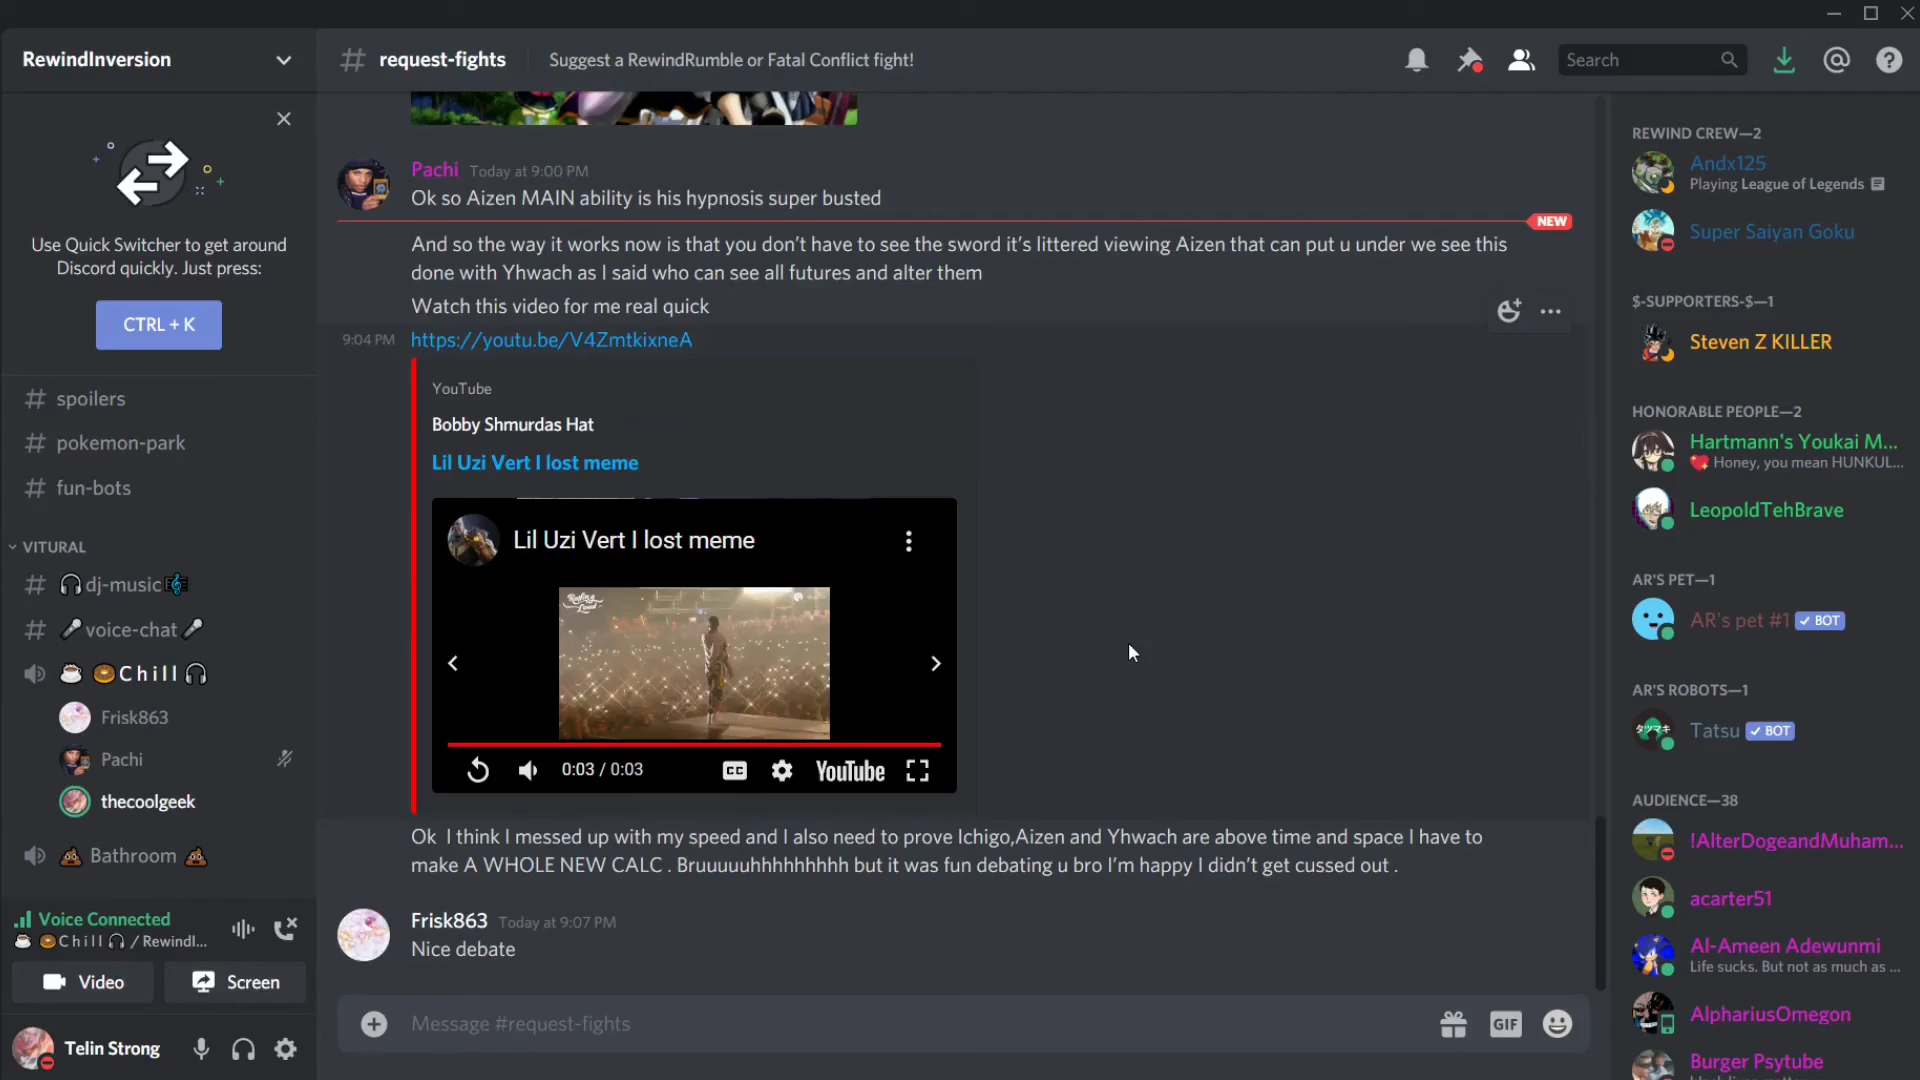 RewindInversion
request-fights
Suggest a RewindRumble or Fatal Conflict fight!
Search
Use Quick Switcher to get around
Discord quickly. Just press:
CTRL + K
spoilers
pokemon-park
fun-bots
VITURAL
dj-music
voice-chat
Chill
Frisk863
Pachi
thecoolgeek
Bathroom
Voice Connected
Chill / RewindI...
Video
Screen
Telin Strong
Pachi Today at 9:00 PM
Ok so Aizen MAIN ability is his hypnosis super busted
NEW
And so the way it works now is that you don't have to see the sword it's littered viewing Aizen that can put u under we see this
done with Yhwach as I said who can see all futures and alter them
Watch this video for me real quick
9:04 PM https://youtu.be/V4ZmtkixneA
YouTube
Bobby Shmurdas Hat
Lil Uzi Vert I lost meme
Lil Uzi Vert I lost meme
Rolling
Loud
0:03 / 0:03
CC
YouTube
Ok I think I messed up with my speed and I also need to prove Ichigo,Aizen and Yhwach are above time and space I have to
make A WHOLE NEW CALC . Bruuuuhhhhhhhhh but it was fun debating u bro I'm happy I didn't get cussed out .
Frisk863 Today at 9:07 PM
Nice debate
Message #request-fights
GIF
REWIND CREW—2
Andx125
Playing League of Legends
Super Saiyan Goku
$-SUPPORTERS-$—1
Steven Z KILLER
HONORABLE PEOPLE—2
Hartmann's Youkai M...
Honey, you mean HUNKUL...
LeopoldTehBrave
AR'S PET—1
AR's pet #1 BOT
AR'S ROBOTS—1
タツマキ
Tatsu BOT
AUDIENCE—38
!AlterDogeandMuham...
acarter51
Al-Ameen Adewunmi
Life sucks. But not as much as ...
AlphariusOmegon
Burger Psytube